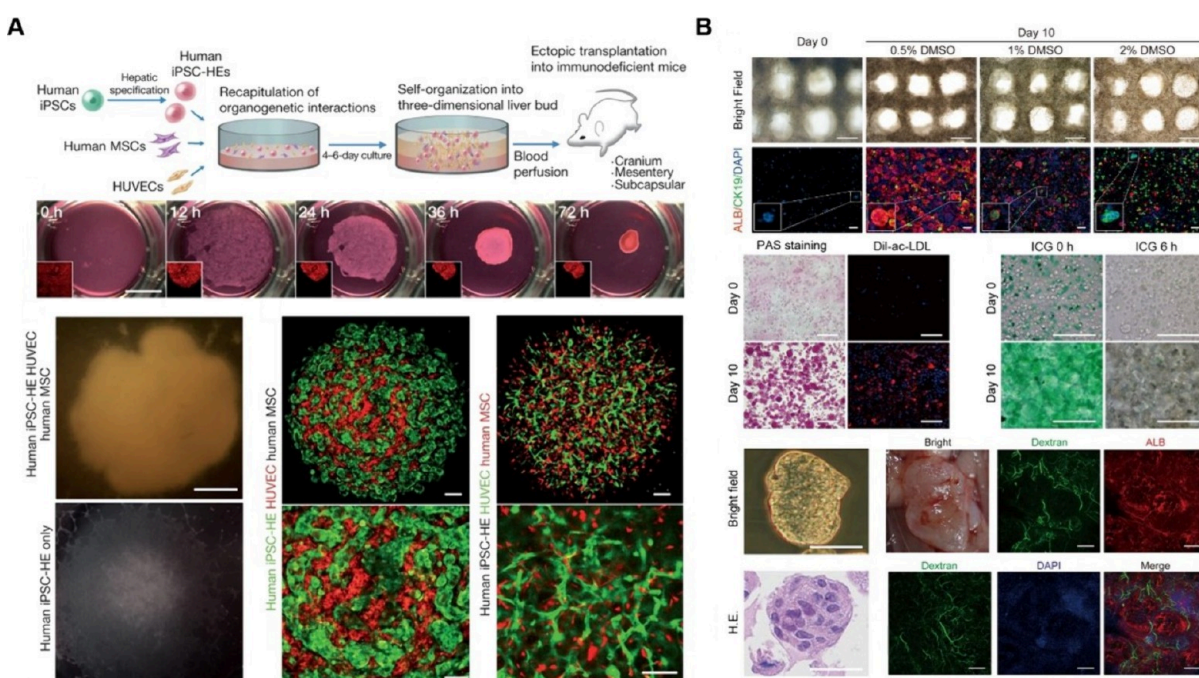 A
Human
iPSCs
Hepatic
specification
Human
iPSC-HEs
Human MSCs
HUVECs
Recapitulation of
organogenetic interactions
4–6-day culture
Self-organization into
three-dimensional liver bud
Blood
perfusion
Ectopic transplantation
into immunodeficient mice
·Cranium
·Mesentery
·Subcapsular
0 h
12 h
24 h
36 h
72 h
Human iPSC-HE HUVEC
human MSC
Human iPSC-HE only
Human iPSC-HE HUVEC human MSC
Human iPSC-HE HUVEC human MSC
B
Day 0
Day 10
0.5% DMSO
1% DMSO
2% DMSO
Bright Field
ALB/CK19/DAPI
PAS staining
Dil-ac-LDL
ICG 0 h
ICG 6 h
Day 0
Day 10
Day 0
Day 10
Bright field
H.E.
Bright
Dextran
ALB
Dextran
DAPI
Merge